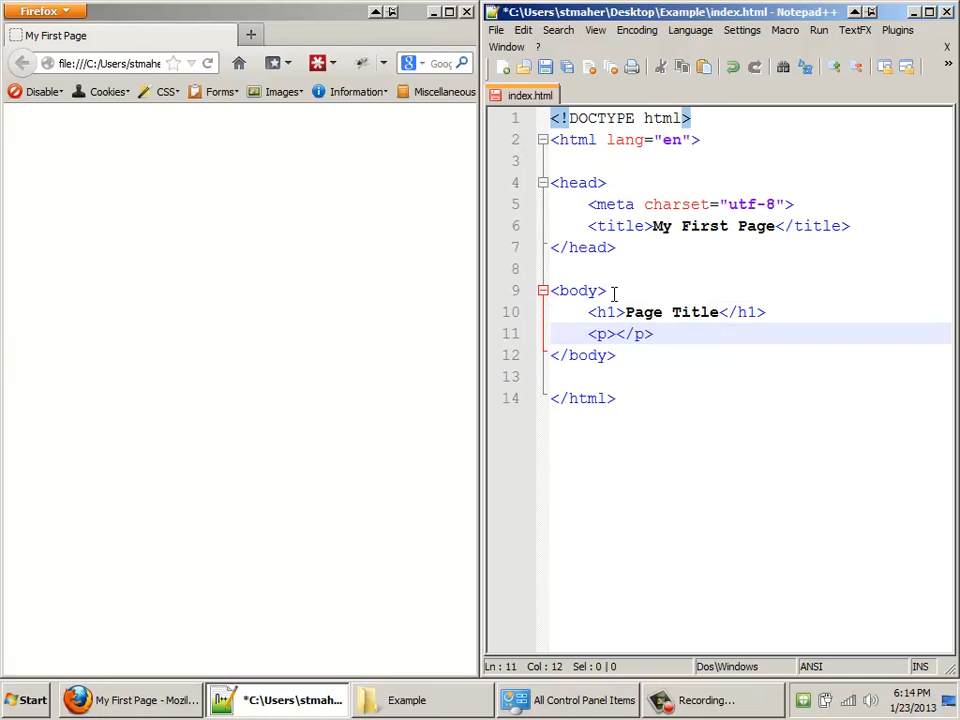 Firefox
*C:\Users\stmaher\Desktop\Example\index.html - Notepad++
My First Page
File Edit Search View Encoding Language Settings Macro Run TextFX Plugins
Window ?
X
file:///C:/Users/stmaher
Goo
Disable Cookies CSS Forms Images Information Miscellaneous
index.html
1 <!DOCTYPE html>
2 <html lang="en">
3
4 <head>
5 <meta charset="utf-8">
6 <title>My First Page</title>
7 </head>
8
9 <body>
10 <h1>Page Title</h1>
11 <p></p>
12 </body>
13
14 </html>
Ln : 11 Col : 12 Sel : 0 | 0 Dos\Windows ANSI INS
Start My First Page - Mozil... *C:\Users\stmaher\Desktop\Example... Example All Control Panel Items Recording... 6:14 PM
1/23/2013